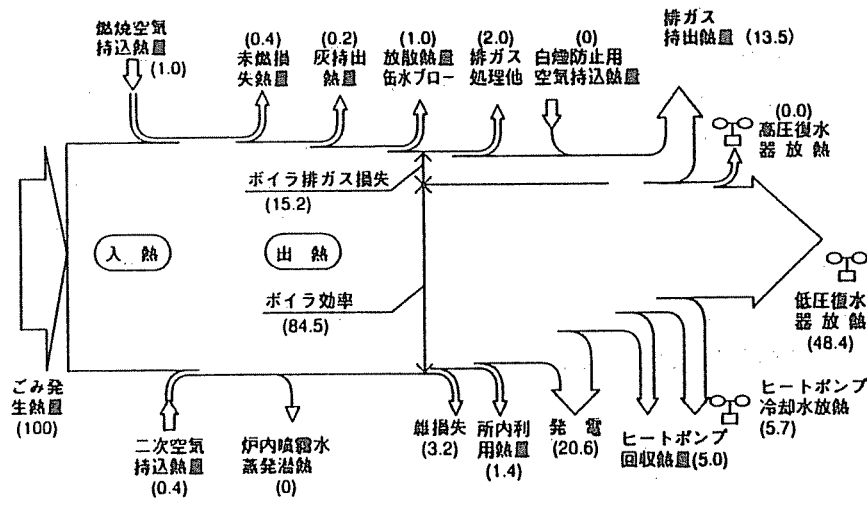 燃焼空気
持込熱量
(1.0)
(0.4)
未燃損
失熱量
(0.2)
灰持出
熱量
(1.0)
放散熱量
缶水ブロー
(2.0)
排ガス
処理他
(0)
白煙防止用
空気持込熱量
排ガス
持出熱量 (13.5)
(0.0)
高圧復水
器放熱
ボイラ排ガス損失
(15.2)
入熱
出熱
ボイラ効率
(84.5)
低圧復水
器放熱
(48.4)
ごみ発
生熱量
(100)
二次空気
持込熱量
(0.4)
炉内噴霧水
蒸発潜熱
(0)
雑損失
(3.2)
所内利
用熱量
(1.4)
発電
(20.6)
ヒートポンプ
回収熱量(5.0)
ヒートポンプ
冷却水放熱
(5.7)